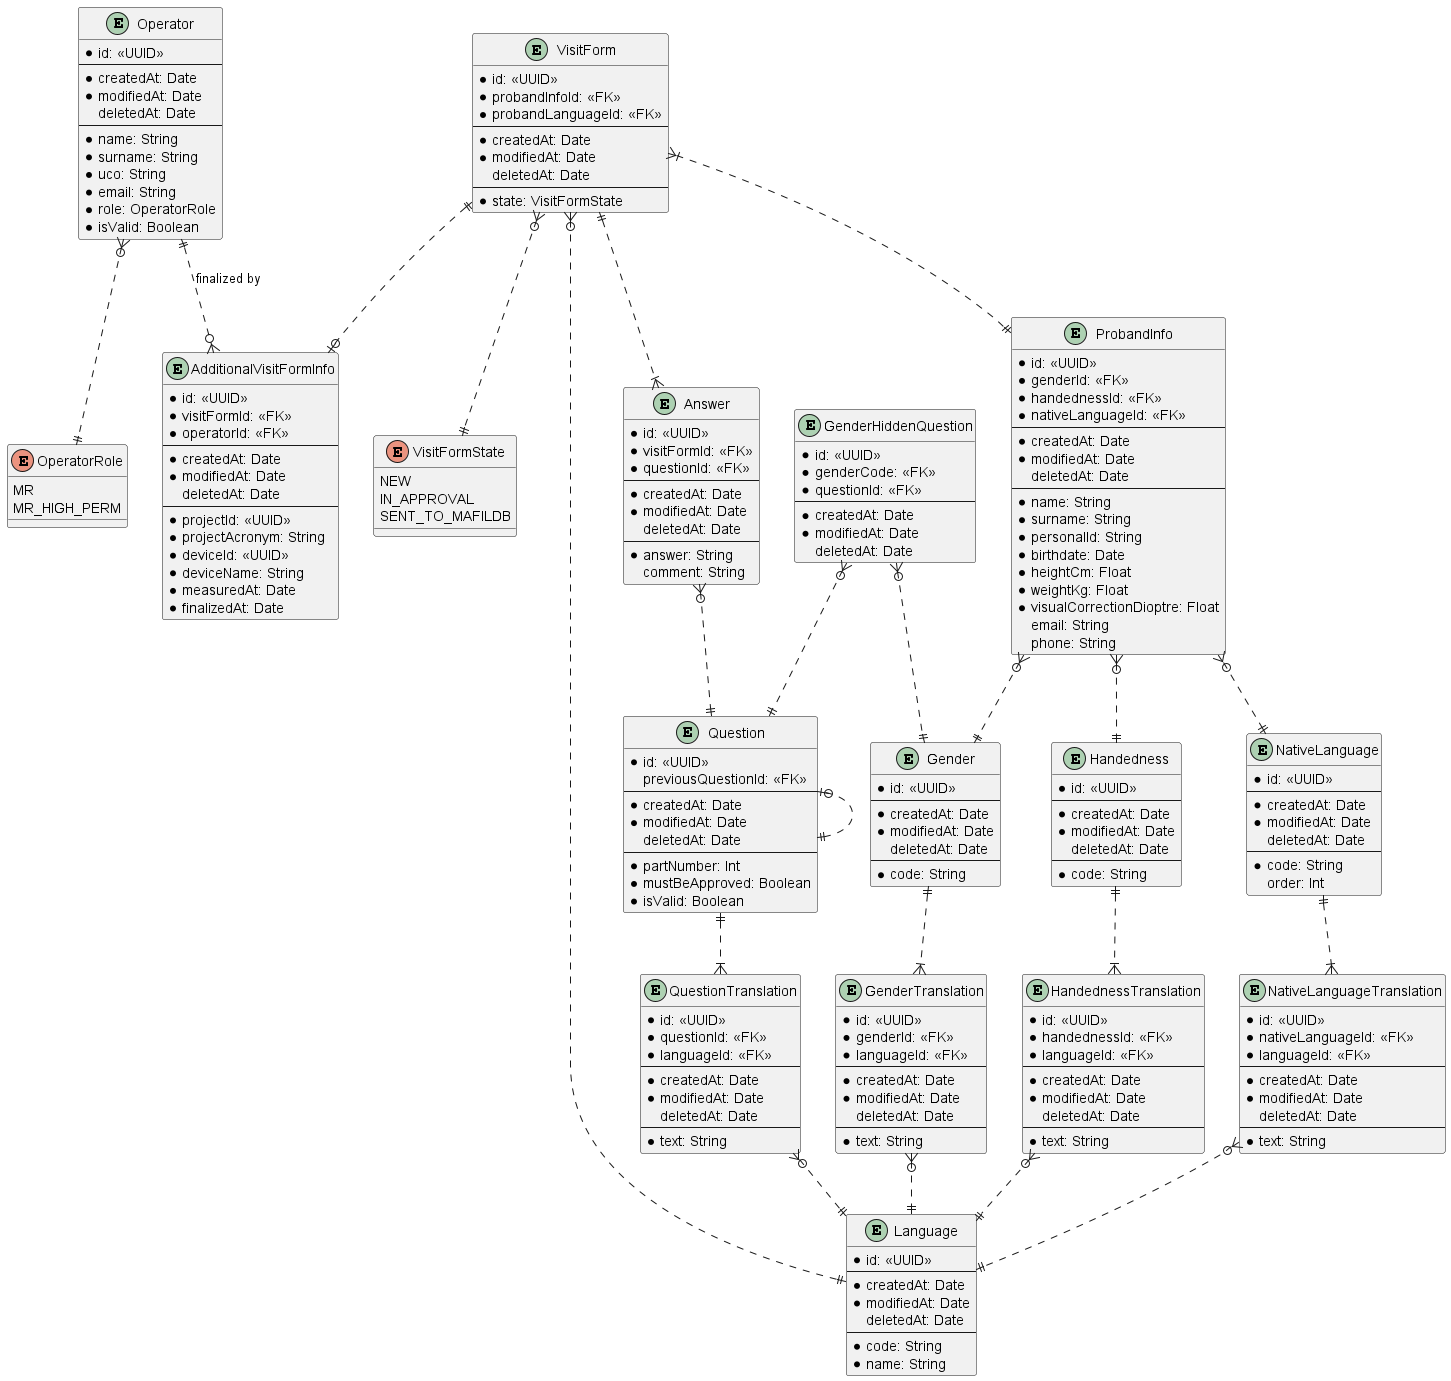 E Operator
id: «UUID»
createdAt: Date
modifiedAt: Date
deletedAt: Date
name: String
surname: String
uco: String
email: String
role: OperatorRole
isValid: Boolean
E VisitForm
id: «UUID»
probandInfoId: «FK»
probandLanguageId: «FK»
createdAt: Date
modifiedAt: Date
deletedAt: Date
state: VisitFormState
finalized by
E OperatorRole
MR
MR_HIGH_PERM
E AdditionalVisitFormInfo
id: «UUID»
visitFormId: «FK»
operatorId: «FK»
createdAt: Date
modifiedAt: Date
deletedAt: Date
projectId: «UUID»
projectAcronym: String
deviceId: «UUID»
deviceName: String
measuredAt: Date
finalizedAt: Date
E VisitFormState
NEW
IN_APPROVAL
SENT_TO_MAFILDB
E Answer
id: «UUID»
visitFormId: «FK»
questionId: «FK»
createdAt: Date
modifiedAt: Date
deletedAt: Date
answer: String
comment: String
E GenderHiddenQuestion
id: «UUID»
genderCode: «FK»
questionId: «FK»
createdAt: Date
modifiedAt: Date
deletedAt: Date
E ProbandInfo
id: «UUID»
genderId: «FK»
handednessId: «FK»
nativeLanguageId: «FK»
createdAt: Date
modifiedAt: Date
deletedAt: Date
name: String
surname: String
personalId: String
birthdate: Date
heightCm: Float
weightKg: Float
visualCorrectionDioptre: Float
email: String
phone: String
E Question
id: «UUID»
previousQuestionId: «FK»
createdAt: Date
modifiedAt: Date
deletedAt: Date
partNumber: Int
mustBeApproved: Boolean
isValid: Boolean
E Gender
id: «UUID»
createdAt: Date
modifiedAt: Date
deletedAt: Date
code: String
E Handedness
id: «UUID»
createdAt: Date
modifiedAt: Date
deletedAt: Date
code: String
E NativeLanguage
id: «UUID»
createdAt: Date
modifiedAt: Date
deletedAt: Date
code: String
order: Int
E QuestionTranslation
id: «UUID»
questionId: «FK»
languageId: «FK»
createdAt: Date
modifiedAt: Date
deletedAt: Date
text: String
E GenderTranslation
id: «UUID»
genderId: «FK»
languageId: «FK»
createdAt: Date
modifiedAt: Date
deletedAt: Date
text: String
E HandednessTranslation
id: «UUID»
handednessId: «FK»
languageId: «FK»
createdAt: Date
modifiedAt: Date
deletedAt: Date
text: String
E NativeLanguageTranslation
id: «UUID»
nativeLanguageId: «FK»
languageId: «FK»
createdAt: Date
modifiedAt: Date
deletedAt: Date
text: String
E Language
id: «UUID»
createdAt: Date
modifiedAt: Date
deletedAt: Date
code: String
name: String